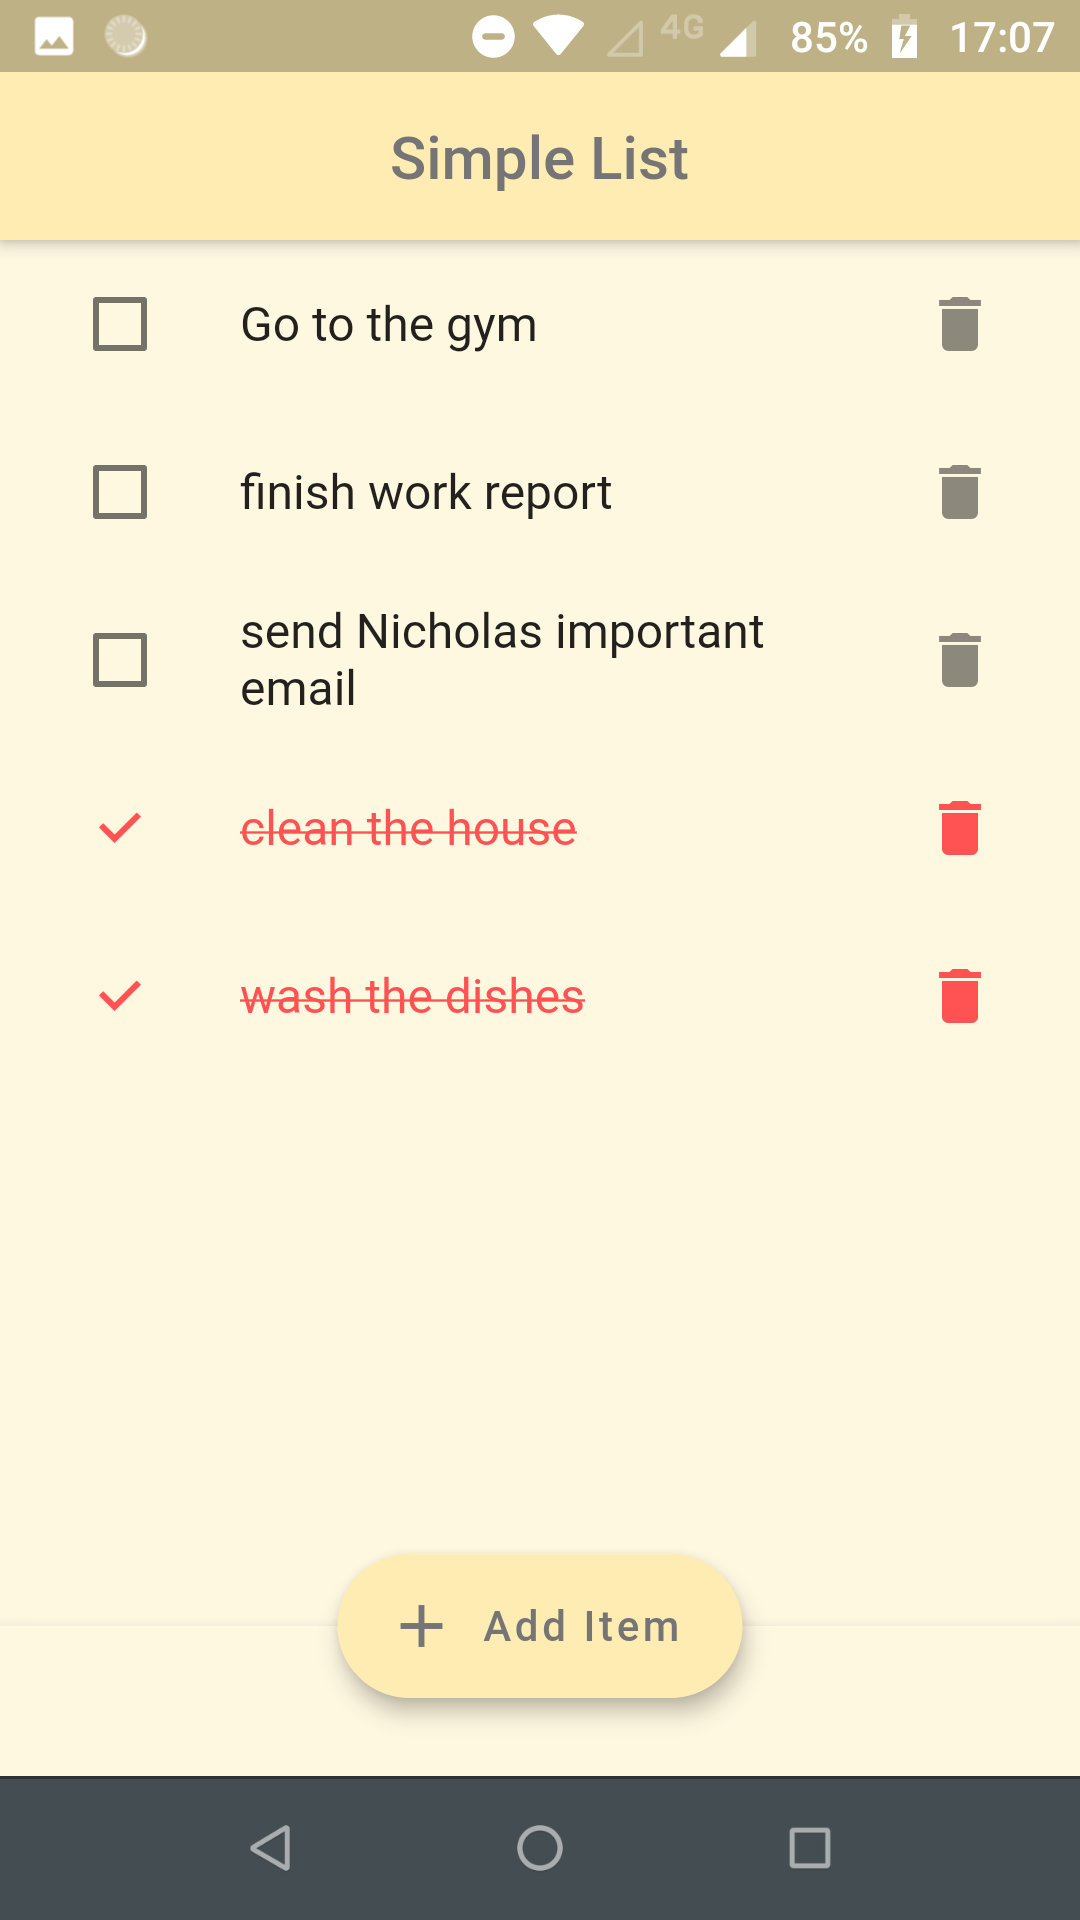 4G 85% 17:07
Simple List
Go to the gym
finish work report
send Nicholas important
email
clean the house
wash the dishes
Add Item